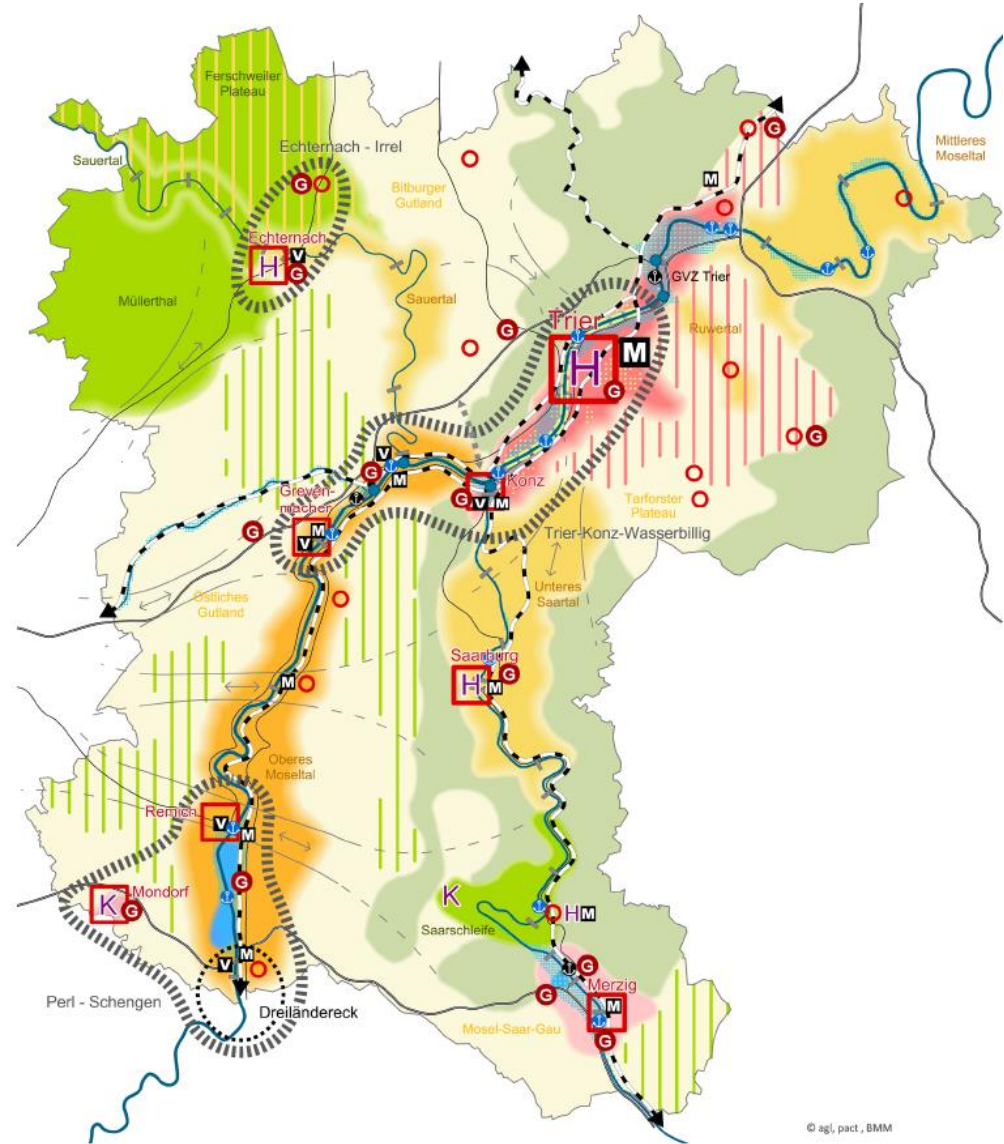 Ferschweiler
Plateau
Sauertal
Echternach - Irrel
Mittleres
Moseltal
M
G
G
Bitburger
Gutland
Echternach
V
H
G
GVZ Trier
Müllerthal
Sauertal
Trier
G
Ruwertal
H
M
G
G
V
G
Konz
M
Greven-
macher
G
V M
Tarforster
Plateau
G
M
V
Trier-Konz-Wasserbillig
Östliches
Gutland
Unteres
Saartal
Saarburg
G
H
M
M
Oberes
Moseltal
Remich
V
M
G
K
Mondorf
K
G
H M
Saarschleife
M
V
G
Merzig
G
M
Perl - Schengen
Dreiländereck
Mosel-Saar-Gau
G
© agl, pact , BMM